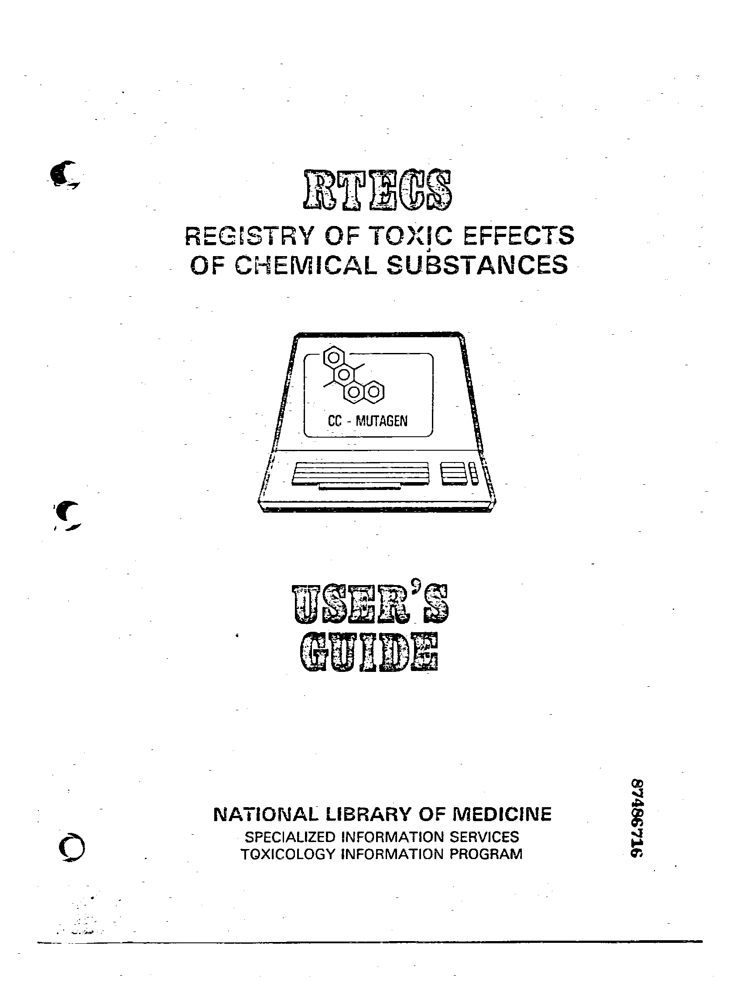 RTECS
REGISTRY OF TOXIC EFFECTS
OF CHEMICAL SUBSTANCES
CC - MUTAGEN
USER'S
GUIDE
NATIONAL LIBRARY OF MEDICINE
SPECIALIZED INFORMATION SERVICES
TOXICOLOGY INFORMATION PROGRAM
87486716